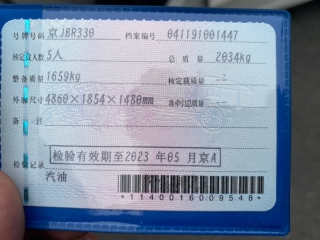 号牌号码 京JBR330 档案编号 041191001447
核定载人数 5人 总质量 2034kg
整备质量 1659kg 核定载质量 --
外廓尺寸 4860×1854×1480mm 准牵引总质量 --
备注
检验有效期至2023年05月京A
检验记录
汽油
*1140016009548*